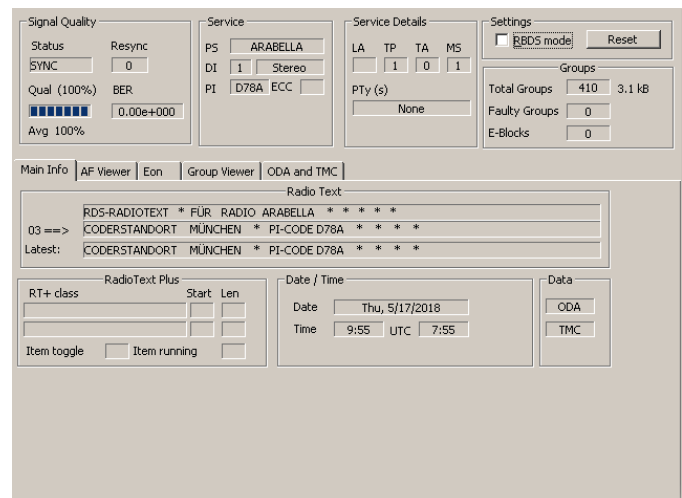 Signal Quality
Status Resync
SYNC 0
Qual (100%) BER
0.00e+000
Avg 100%
Service
PS ARABELLA
DI 1 Stereo
PI D78A ECC
Service Details
LA TP TA MS
1 0 1
PTy (s)
None
Settings
RBDS mode Reset
Groups
Total Groups 410 3.1 kB
Faulty Groups 0
E-Blocks 0
Main Info AF Viewer Eon Group Viewer ODA and TMC
Radio Text
RDS-RADIOTEXT * FÜR RADIO ARABELLA * * * * *
03 ==> CODERSTANDORT MÜNCHEN * PI-CODE D78A * * * *
Latest: CODERSTANDORT MÜNCHEN * PI-CODE D78A * * * *
RadioText Plus
RT+ class Start Len
Item toggle Item running
Date / Time
Date Thu, 5/17/2018
Time 9:55 UTC 7:55
Data
ODA
TMC